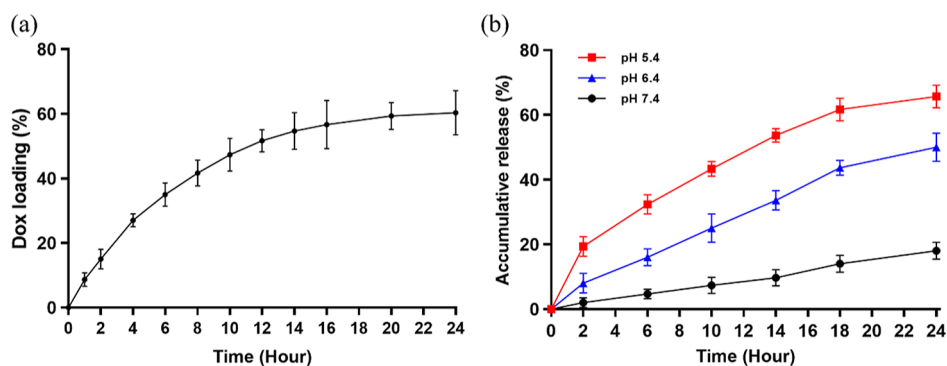 (a)
Dox loading (%)
80
60
40
20
0
0 2 4 6 8 10 12 14 16 18 20 22 24
Time (Hour)
(b)
Accumulative release (%)
80
60
40
20
0
pH 5.4
pH 6.4
pH 7.4
0 2 4 6 8 10 12 14 16 18 20 22 24
Time (Hour)